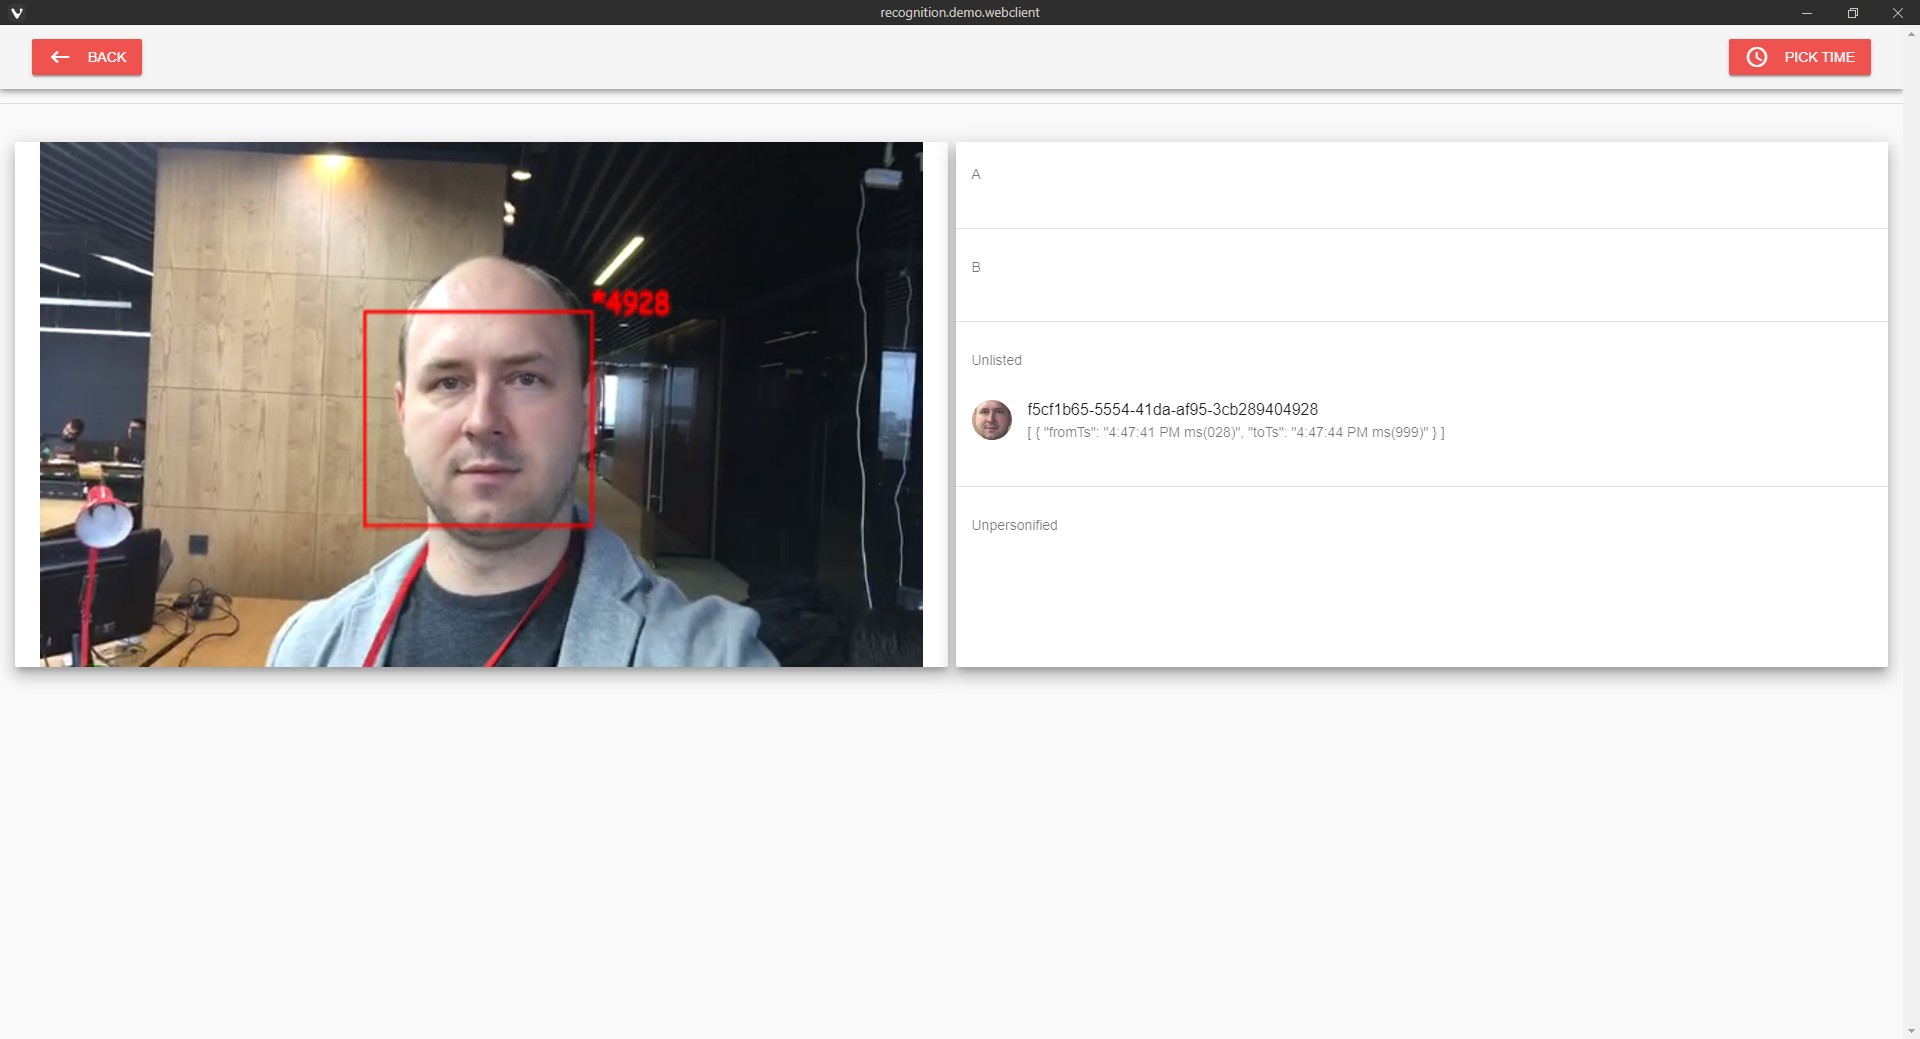 recognition.demo.webclient
BACK
PICK TIME
*4928
A
B
Unlisted
f5cf1b65-5554-41da-af95-3cb289404928
[ { "fromTs": "4:47:41 PM ms(028)", "toTs": "4:47:44 PM ms(999)" } ]
Unpersonified